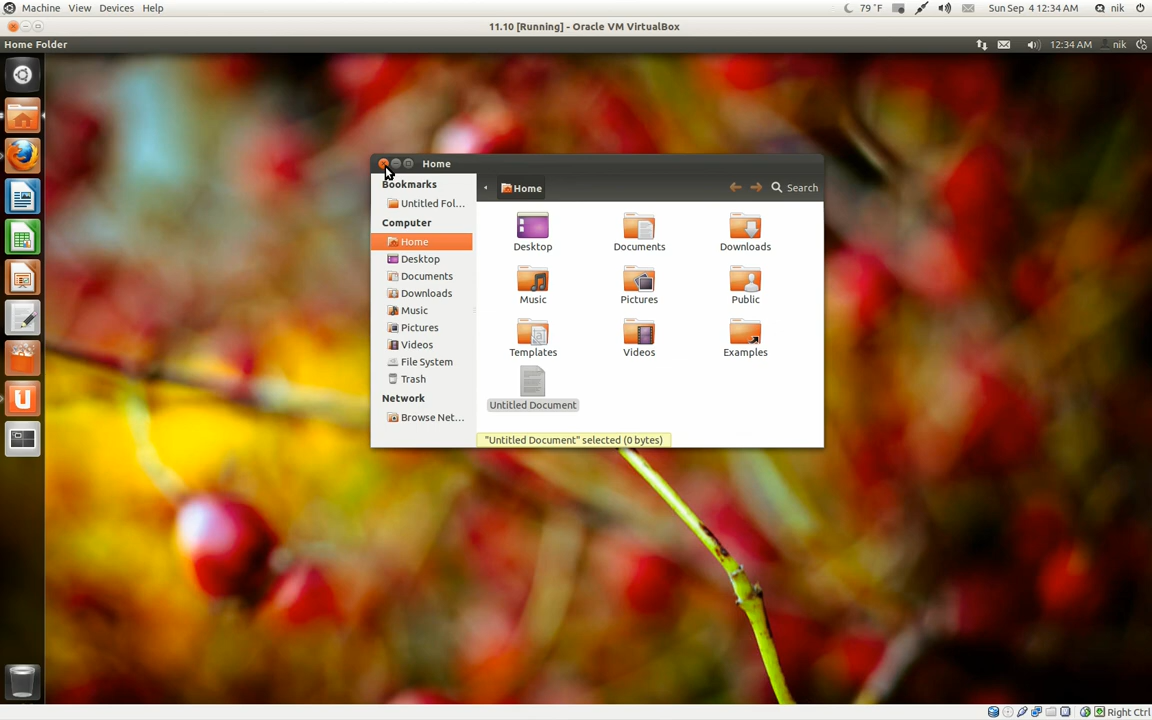 Machine View Devices Help 79 °F Sun Sep 4 12:34 AM nik
11.10 [Running] - Oracle VM VirtualBox
Home Folder 12:34 AM nik
Home
Bookmarks
Untitled Fol...
Computer
Home
Desktop
Documents
Downloads
Music
Pictures
Videos
File System
Trash
Network
Browse Net...
Home Search
Desktop Documents Downloads
Music Pictures Public
Templates Videos Examples
Untitled Document
"Untitled Document" selected (0 bytes)
U
Right Ctrl